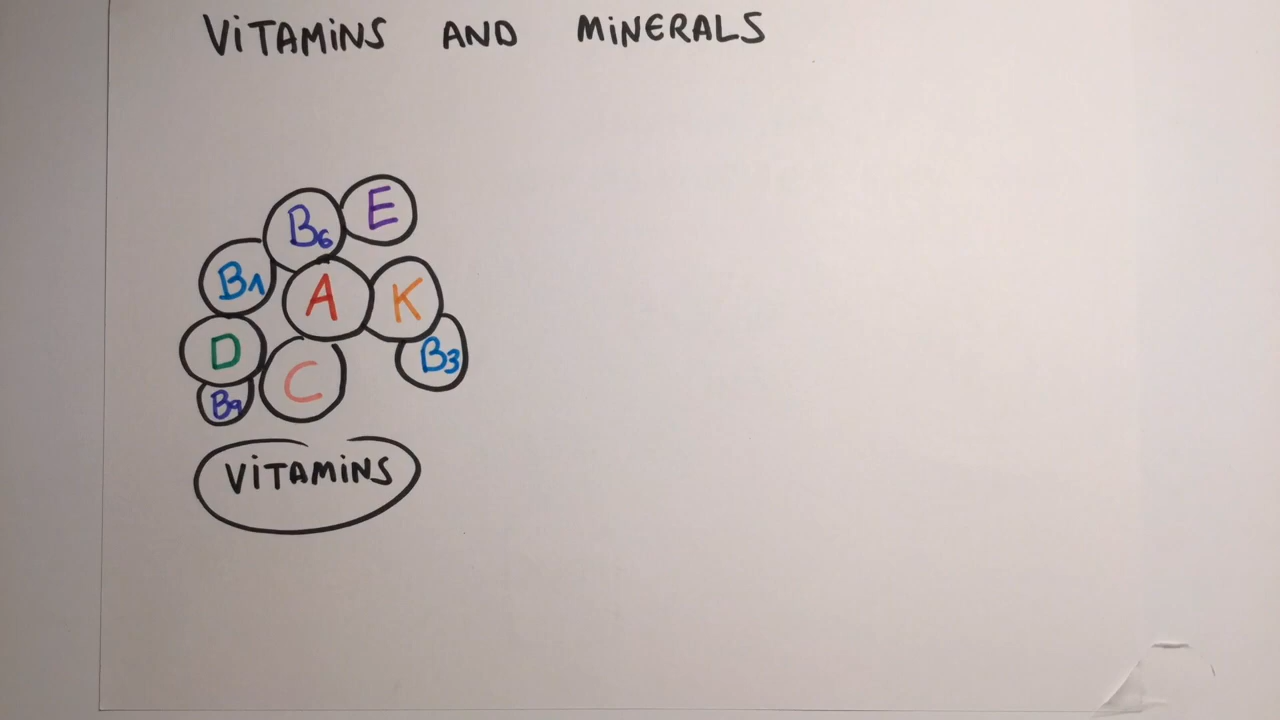 ViTAMiNS AND MiNERALS
E
B6
B1
A
K
D
B3
C
B9
ViTAMiNS